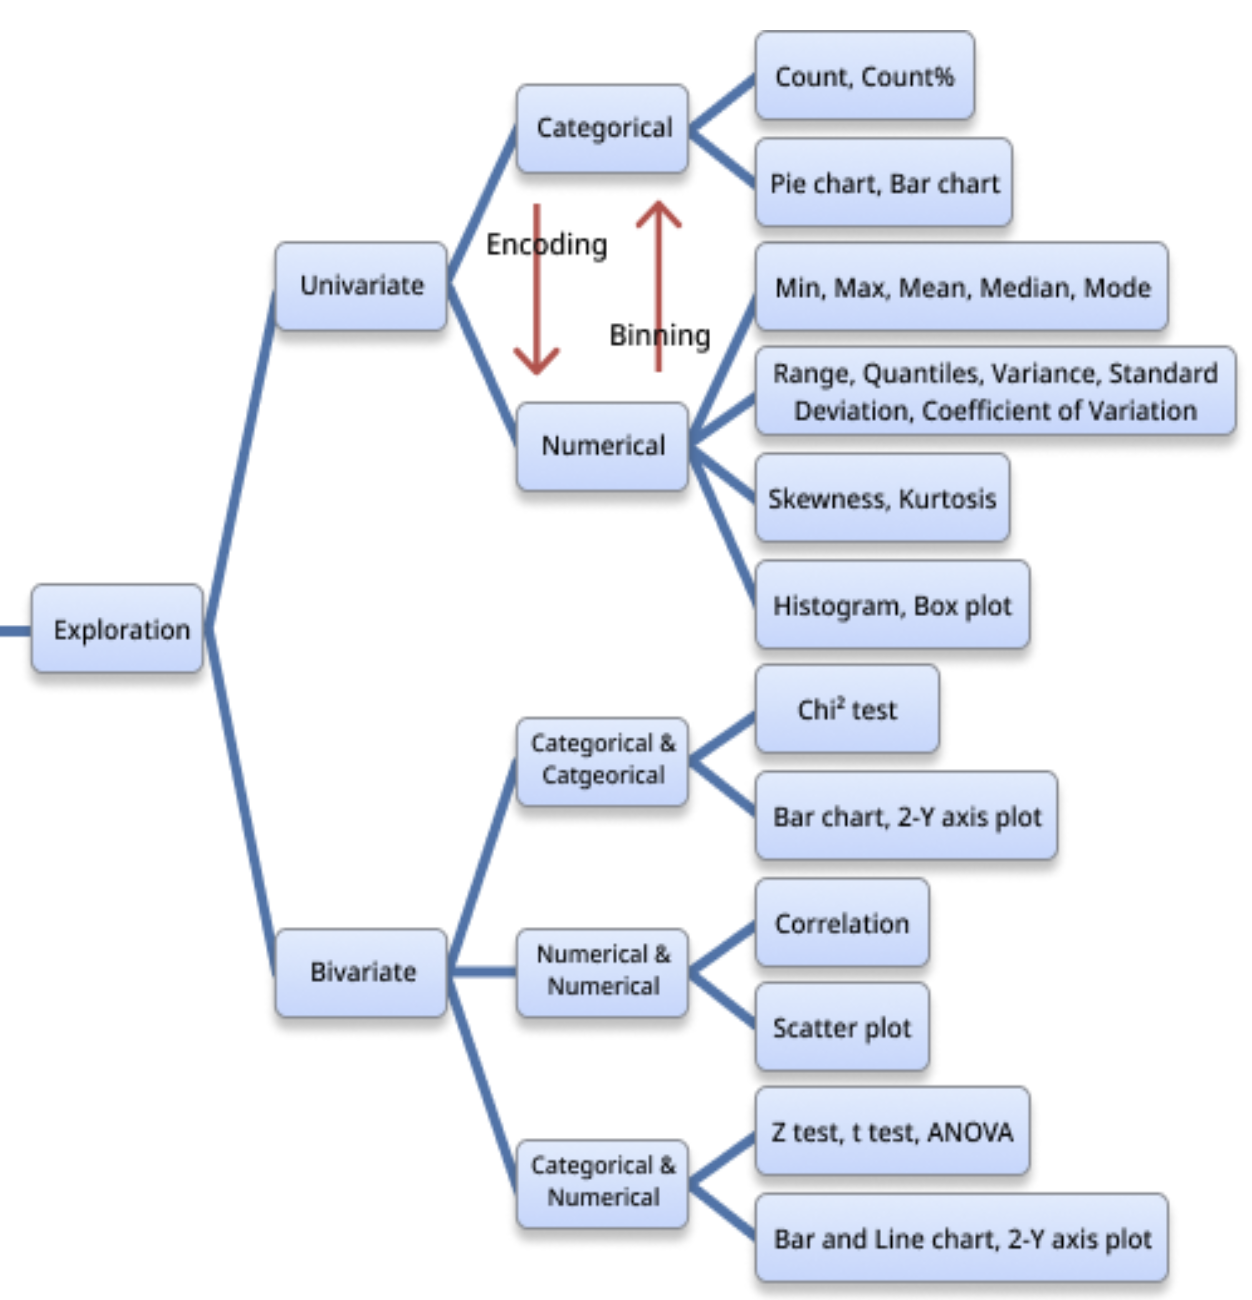 Count, Count%
Categorical
Pie chart, Bar chart
Encoding
Univariate
Min, Max, Mean, Median, Mode
Binning
Range, Quantiles, Variance, Standard
Deviation, Coefficient of Variation
Numerical
Skewness, Kurtosis
Histogram, Box plot
Exploration
Chi² test
Categorical &
Catgeorical
Bar chart, 2-Y axis plot
Correlation
Bivariate
Numerical &
Numerical
Scatter plot
Z test, t test, ANOVA
Categorical &
Numerical
Bar and Line chart, 2-Y axis plot